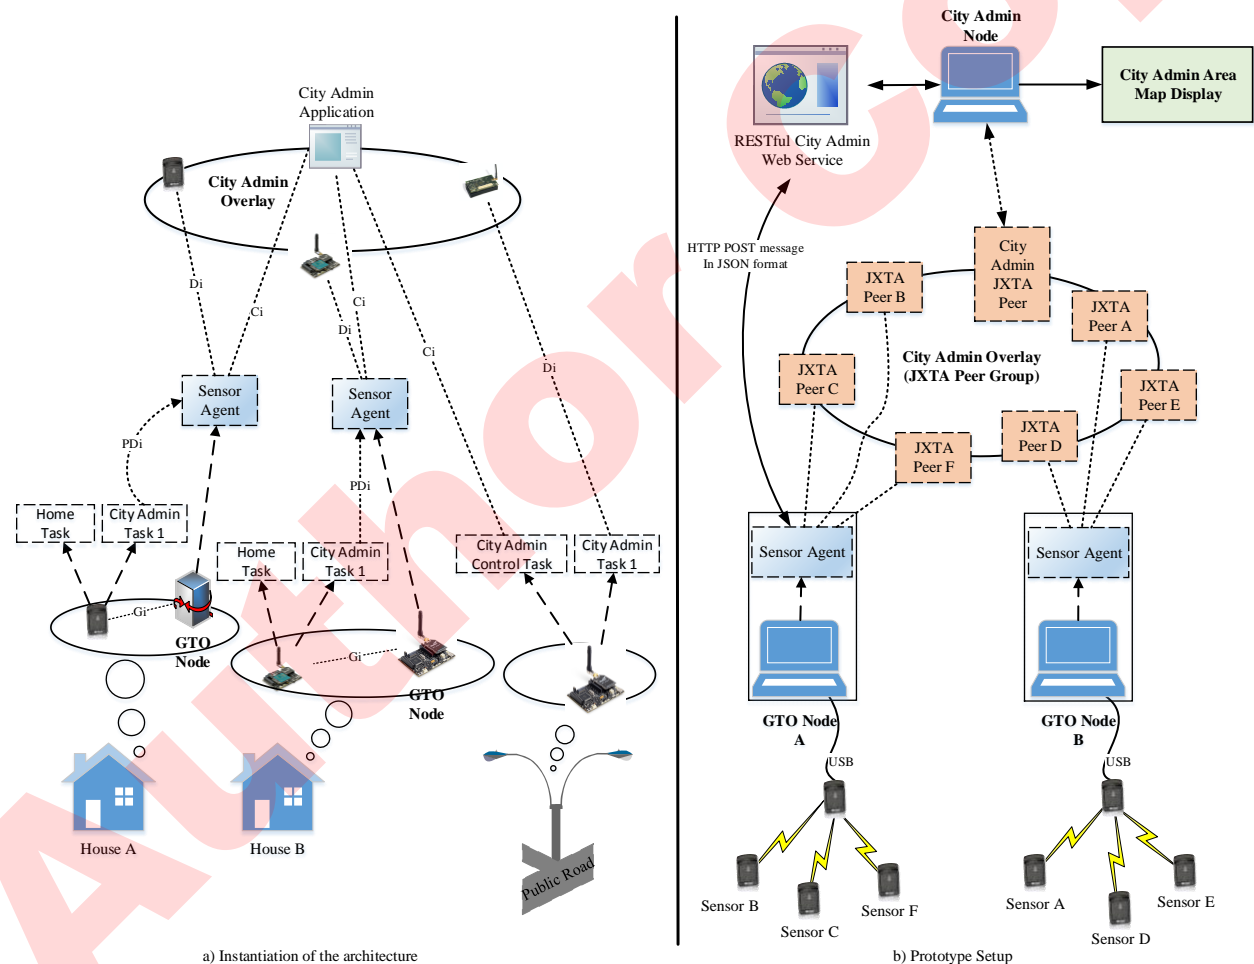 City Admin
Application
City Admin
Overlay
Di
Ci
Ci
Di
Ci
Di
Sensor
Agent
Sensor
Agent
PDi
PDi
Home
Task
City Admin
Task 1
Home
Task
City Admin
Task 1
City Admin
Control Task
City Admin
Task 1
Gi
GTO
Node
Gi
GTO
Node
House A
House B
Public Road
a) Instantiation of the architecture
City Admin
Node
City Admin Area
Map Display
RESTful City Admin
Web Service
HTTP POST message
In JSON format
City
Admin
JXTA
Peer
JXTA
Peer B
JXTA
Peer A
City Admin Overlay
(JXTA Peer Group)
JXTA
Peer C
JXTA
Peer E
JXTA
Peer D
JXTA
Peer F
Sensor Agent
Sensor Agent
GTO Node
A
GTO Node
B
USB
USB
Sensor B
Sensor C
Sensor F
Sensor A
Sensor D
Sensor E
b) Prototype Setup
Author Cop